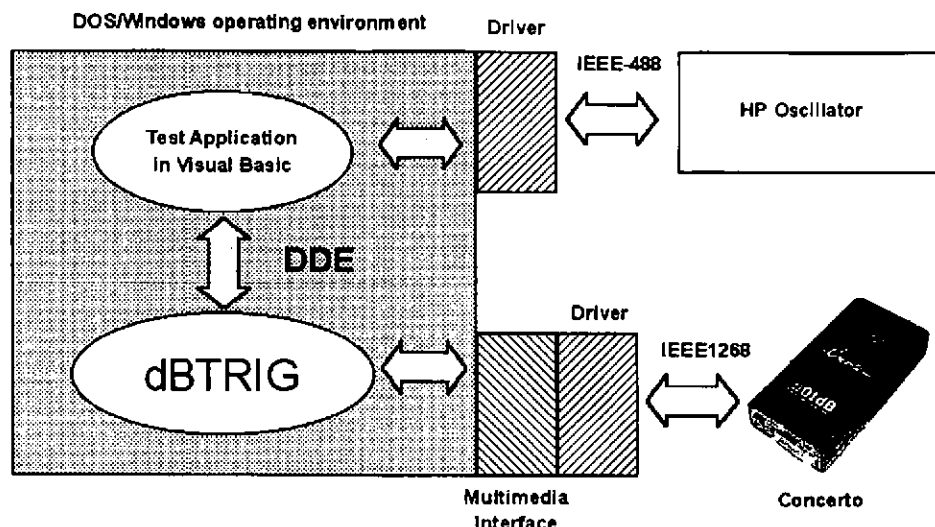 DOS/Windows operating environment
Driver
IEEE-488
HP Oscillator
Test Application
in Visual Basic
DDE
Driver
dBTRIG
IEEE1268
01dB
Multimedia
Interface
Concerto